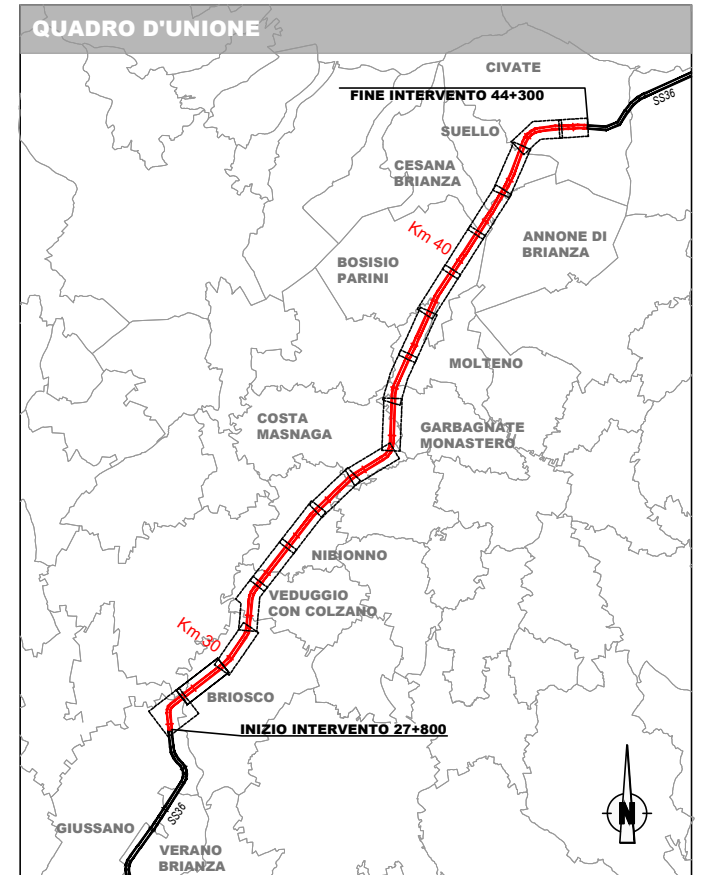 QUADRO D'UNIONE
CIVATE
FINE INTERVENTO 44+300
SS36
SUELLO
CESANA
BRIANZA
Km 40
ANNONE DI
BRIANZA
BOSISIO
PARINI
MOLTENO
COSTA
MASNAGA
GARBAGNATE
MONASTERO
NIBIONNO
VEDUGGIO
CON COLZANO
Km 30
BRIOSCO
INIZIO INTERVENTO 27+800
SS36
GIUSSANO
VERANO
BRIANZA
N